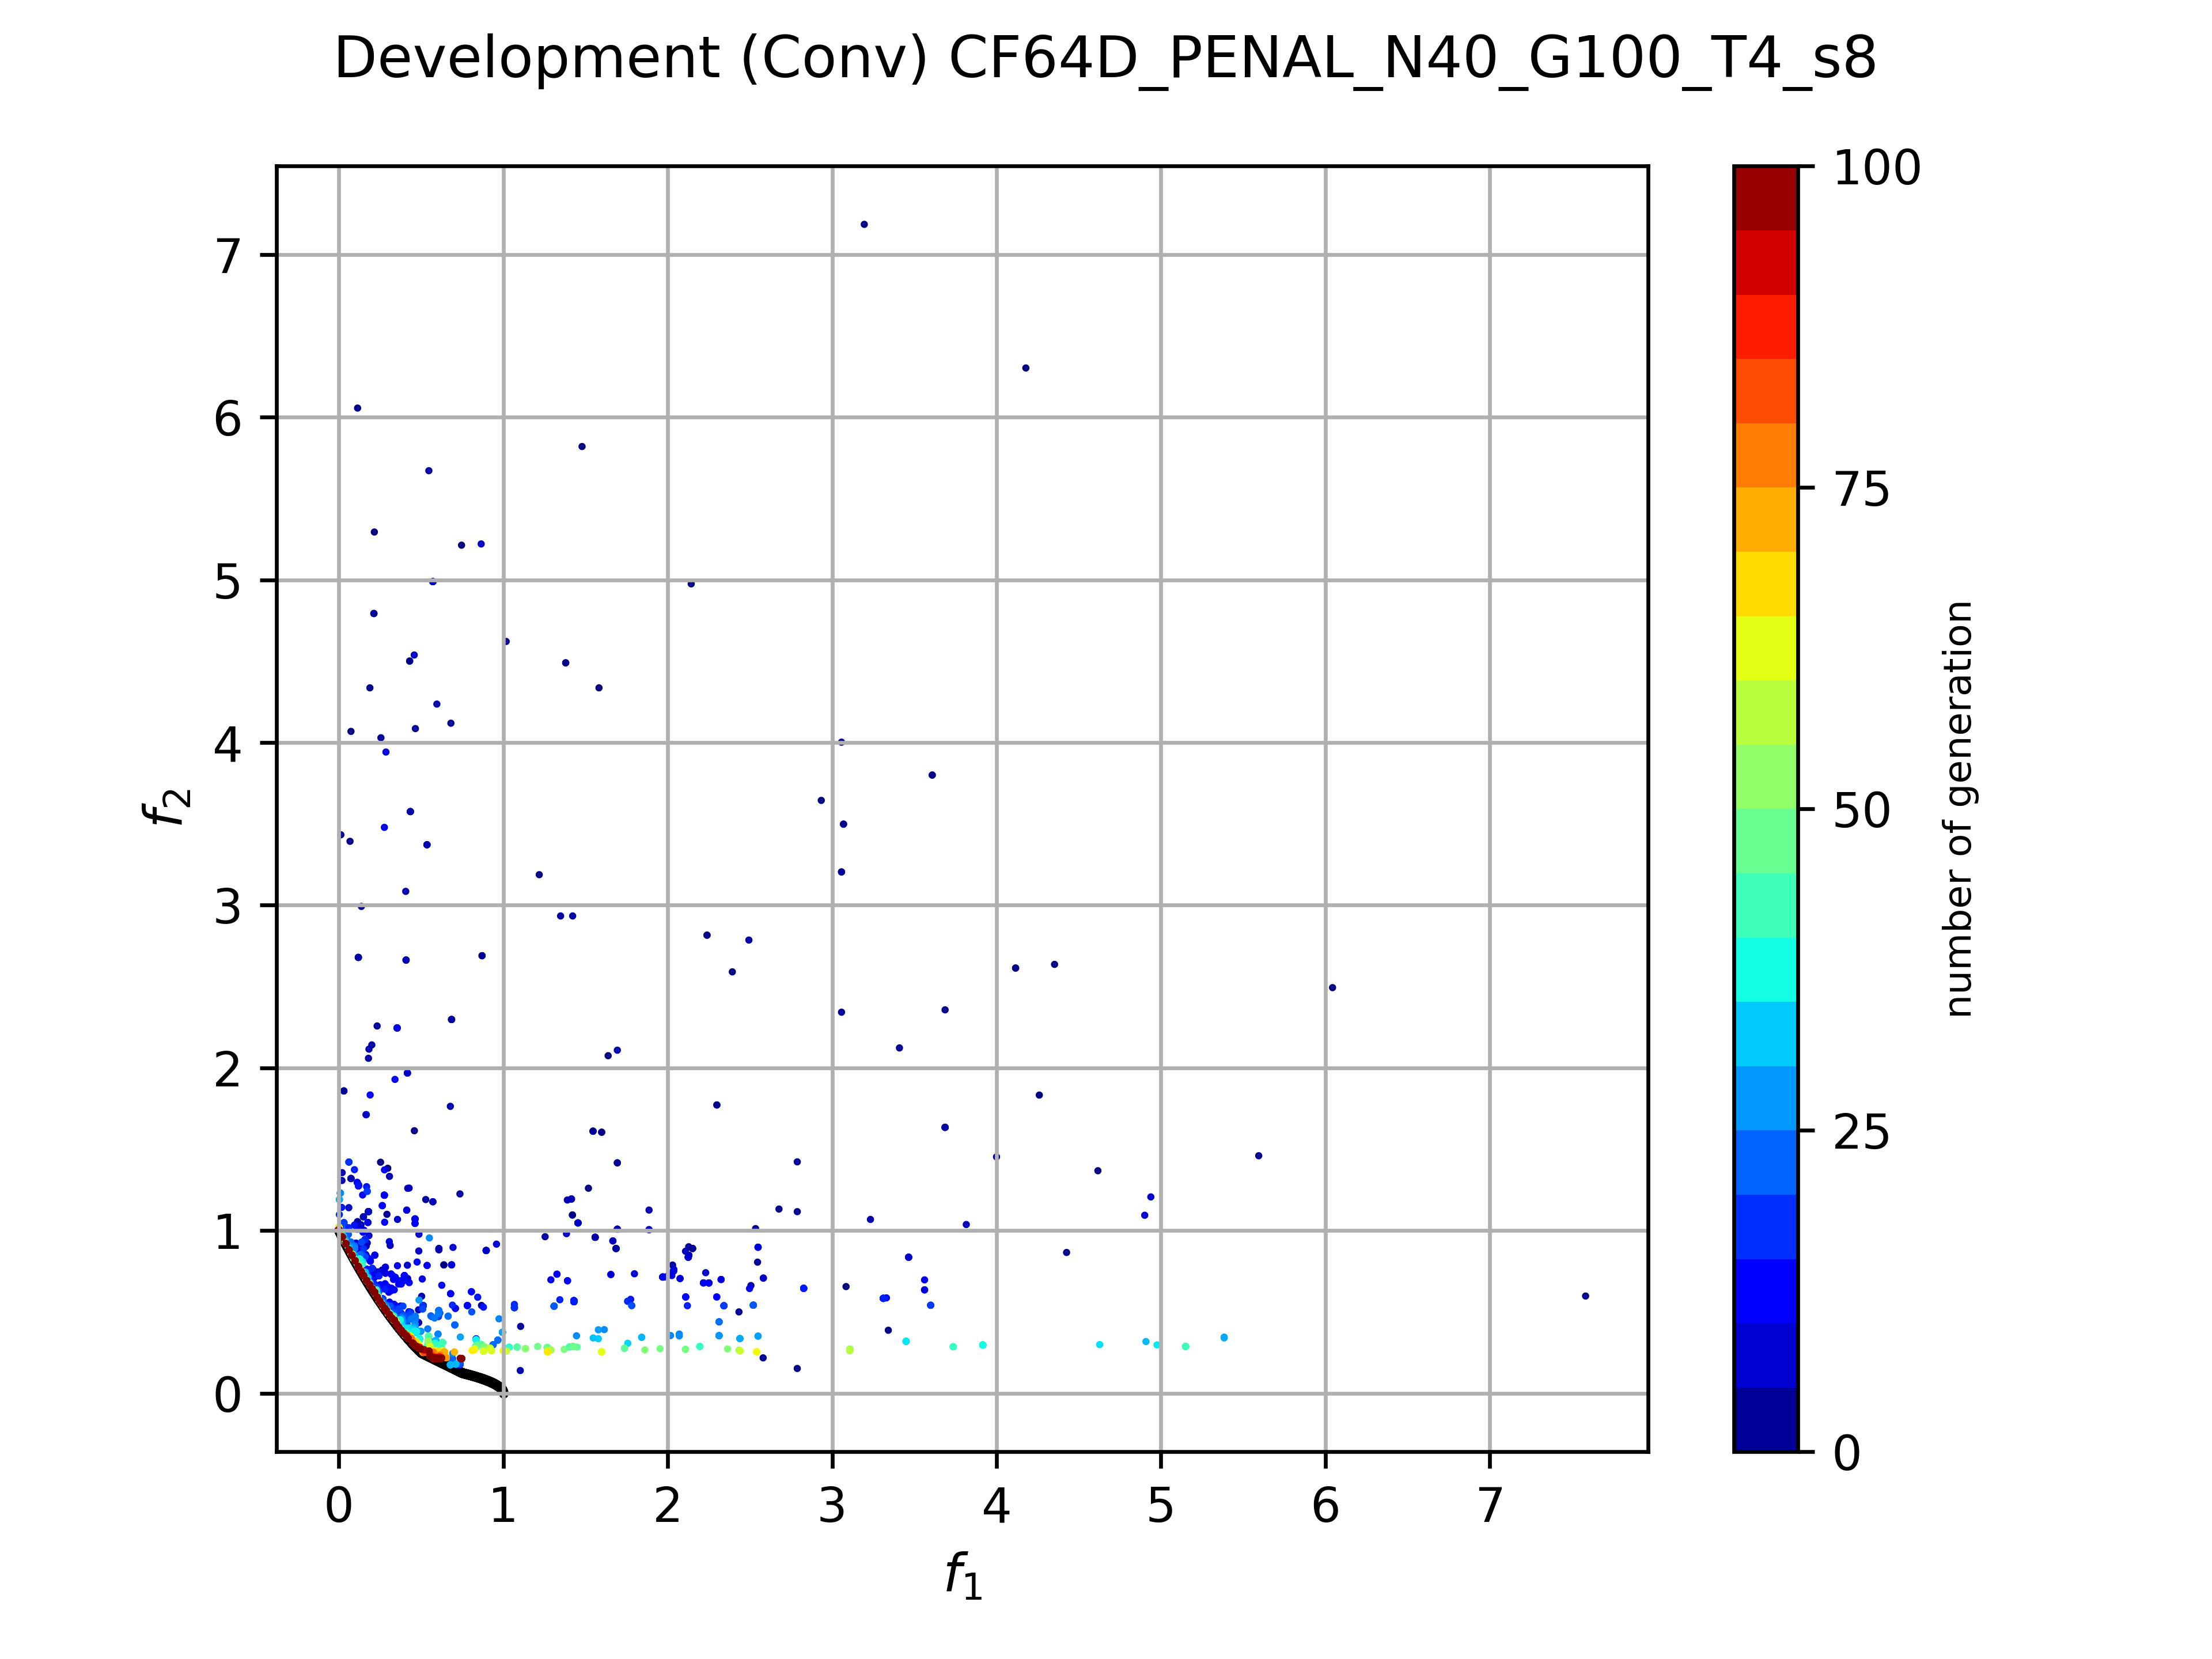 Development (Conv) CF64D_PENAL_N40_G100_T4_s8
7
6
5
4
3
2
1
0
f2
0 1 2 3 4 5 6 7
f1
100
75
50
25
0
number of generation